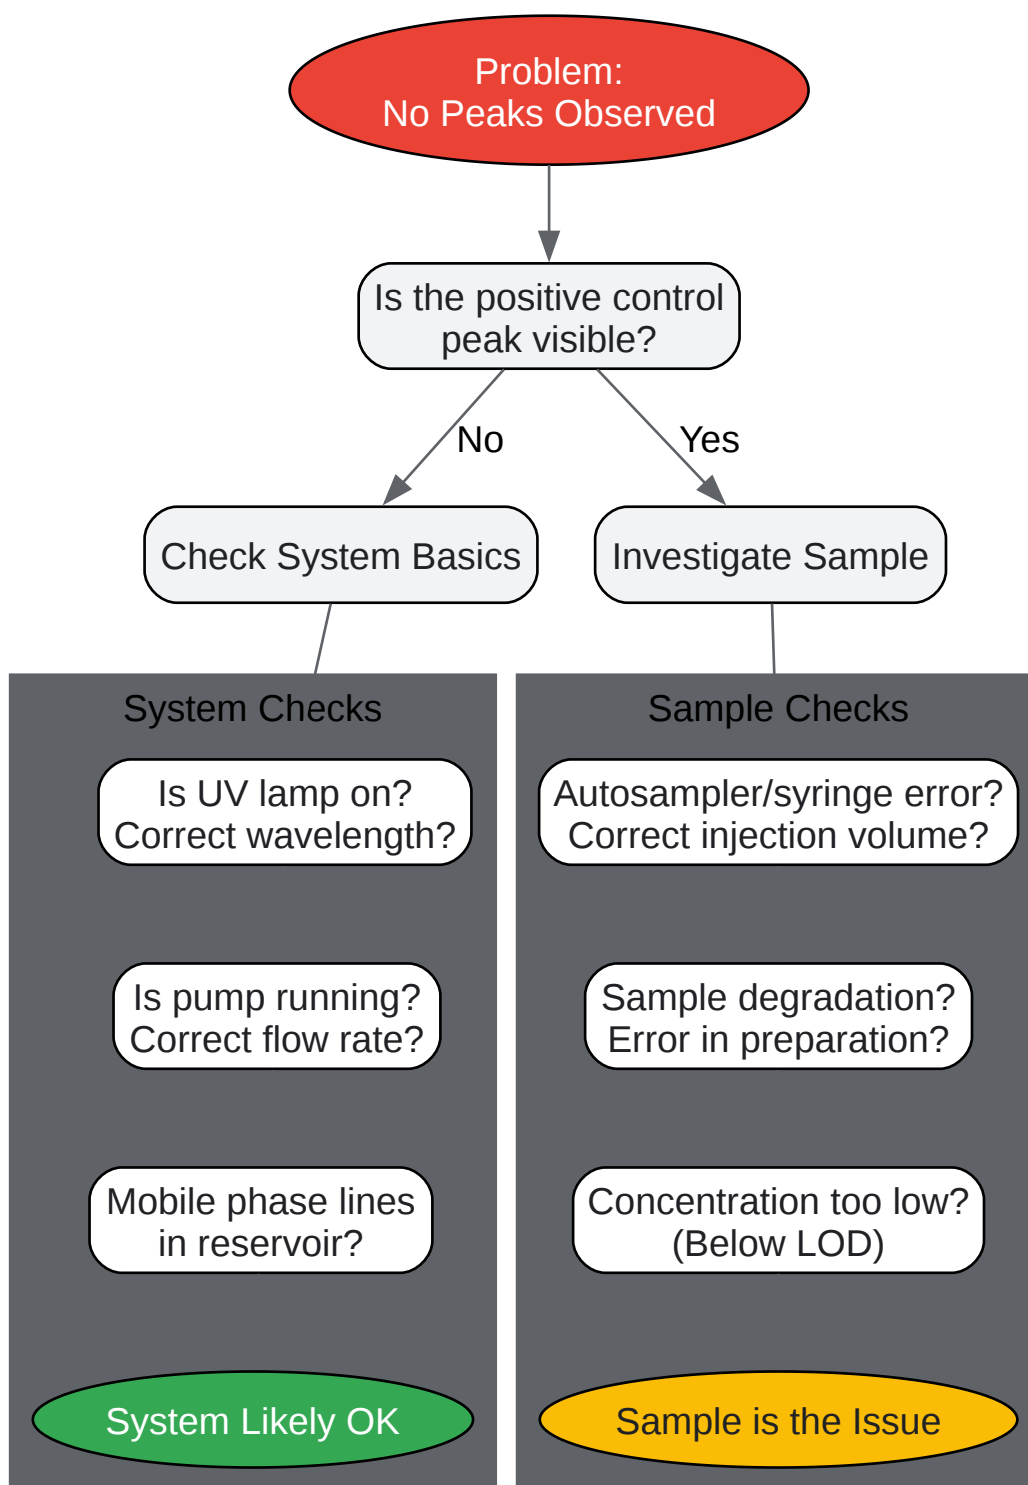 Problem:
No Peaks Observed
Is the positive control
peak visible?
No
Yes
Check System Basics
Investigate Sample
System Checks
Is UV lamp on?
Correct wavelength?
Is pump running?
Correct flow rate?
Mobile phase lines
in reservoir?
System Likely OK
Sample Checks
Autosampler/syringe error?
Correct injection volume?
Sample degradation?
Error in preparation?
Concentration too low?
(Below LOD)
Sample is the Issue